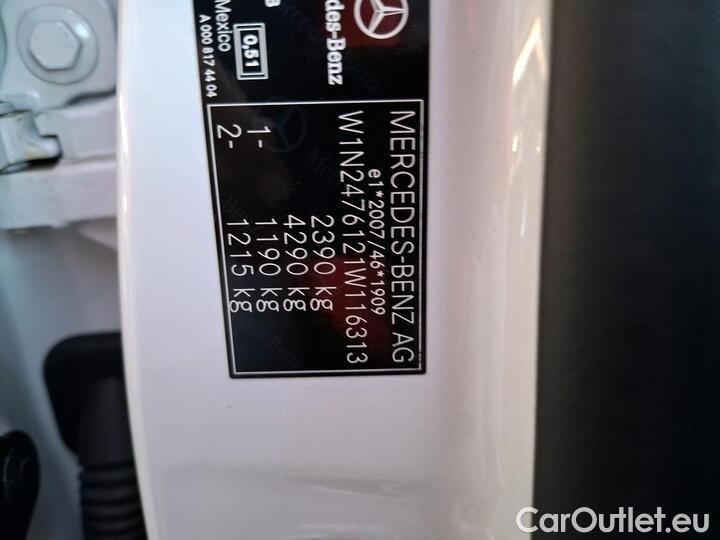 des-Benz
B
Mexico
0,51
A 000 817 44 04
MERCEDES-BENZ AG
e1*2007/46*1909
W1N2476121W116313
2390 kg
4290 kg
1- 1190 kg
2- 1215 kg
CarOutlet.eu